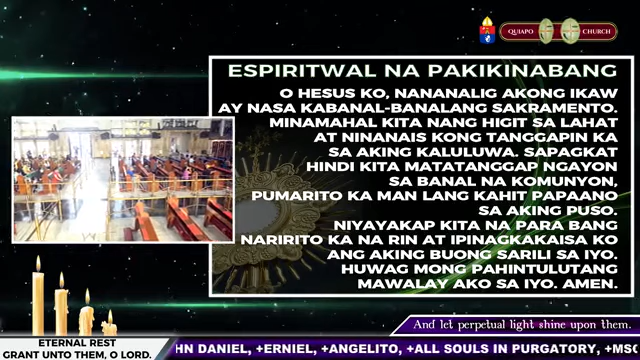 QUIAPO CHURCH
ESPIRITWAL NA PAKIKINABANG
O HESUS KO, NANANALIG AKONG IKAW
AY NASA KABANAL-BANALANG SAKRAMENTO.
MINAMAHAL KITA NANG HIGIT SA LAHAT
AT NINANAIS KONG TANGGAPIN KA
SA AKING KALULUWA. SAPAGKAT
HINDI KITA MATATANGGAP NGAYON
SA BANAL NA KOMUNYON,
PUMARITO KA MAN LANG KAHIT PAPAANO
SA AKING PUSO.
NIYAYAKAP KITA NA PARA BANG
NARIRITO KA NA RIN AT IPINAGKAKAISA KO
ANG AKING BUONG SARILI SA IYO.
HUWAG MONG PAHINTULUTANG
MAWALAY AKO SA IYO. AMEN.
And let perpetual light shine upon them.
ETERNAL REST
GRANT UNTO THEM, O LORD.
HN DANIEL, +ERNIEL, +ANGELITO, +ALL SOULS IN PURGATORY, +MSG